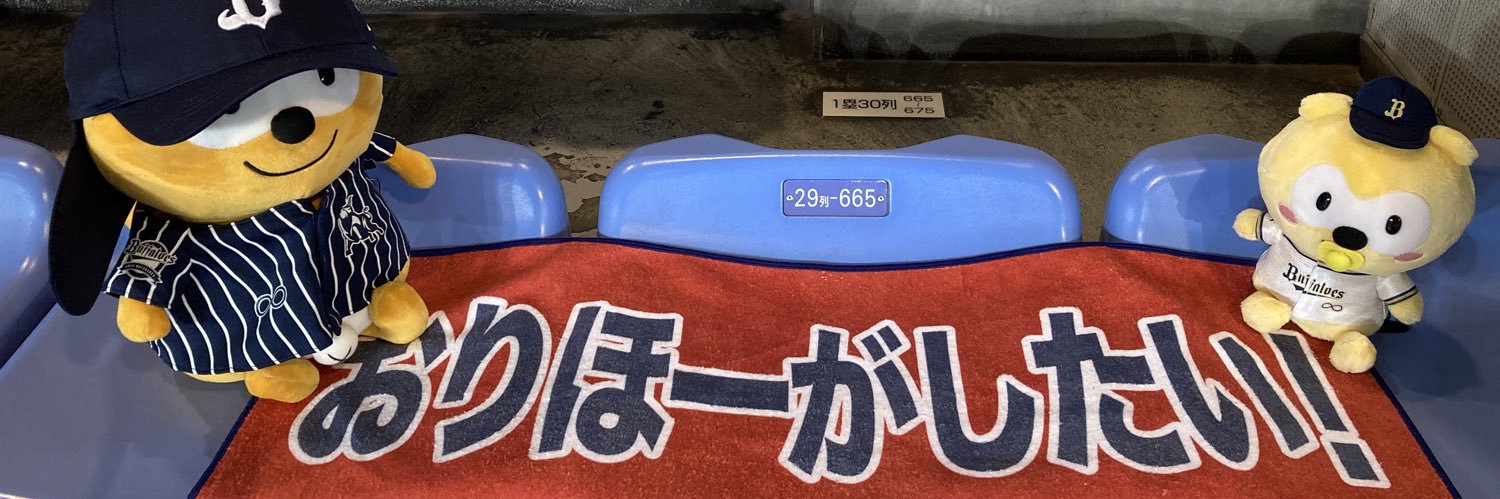 1塁30列 665
〜675
29列-665
B
B
Buffaloes
Buffaloes
おりほーがしたい!!